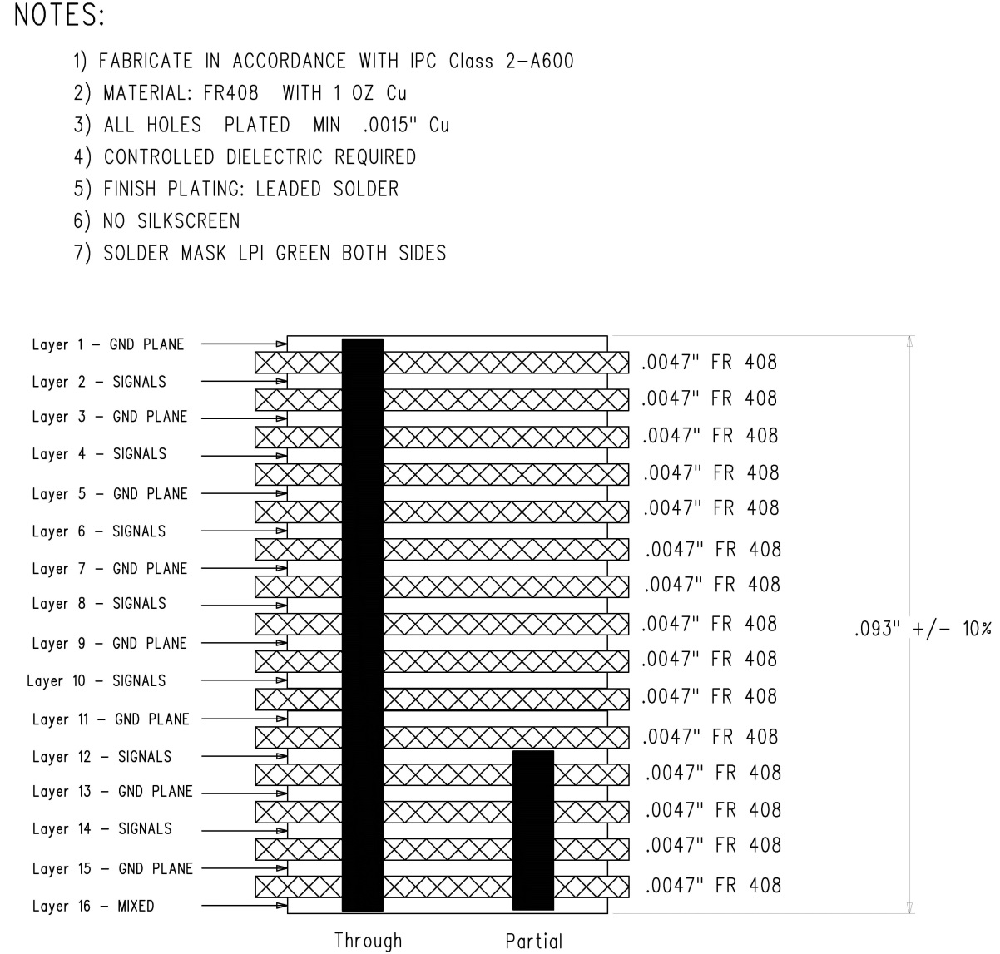 NOTES:
1) FABRICATE IN ACCORDANCE WITH IPC Class 2-A600
2) MATERIAL: FR408 WITH 1 OZ Cu
3) ALL HOLES PLATED MIN .0015" Cu
4) CONTROLLED DIELECTRIC REQUIRED
5) FINISH PLATING: LEADED SOLDER
6) NO SILKSCREEN
7) SOLDER MASK LPI GREEN BOTH SIDES
Layer 1 - GND PLANE
.0047" FR 408
Layer 2 - SIGNALS
.0047" FR 408
Layer 3 - GND PLANE
.0047" FR 408
Layer 4 - SIGNALS
.0047" FR 408
Layer 5 - GND PLANE
.0047" FR 408
Layer 6 - SIGNALS
.0047" FR 408
Layer 7 - GND PLANE
.0047" FR 408
Layer 8 - SIGNALS
.0047" FR 408
.093" +/- 10%
Layer 9 - GND PLANE
.0047" FR 408
Layer 10 - SIGNALS
.0047" FR 408
Layer 11 - GND PLANE
.0047" FR 408
Layer 12 - SIGNALS
.0047" FR 408
Layer 13 - GND PLANE
.0047" FR 408
Layer 14 - SIGNALS
.0047" FR 408
Layer 15 - GND PLANE
.0047" FR 408
Layer 16 - MIXED
Through
Partial